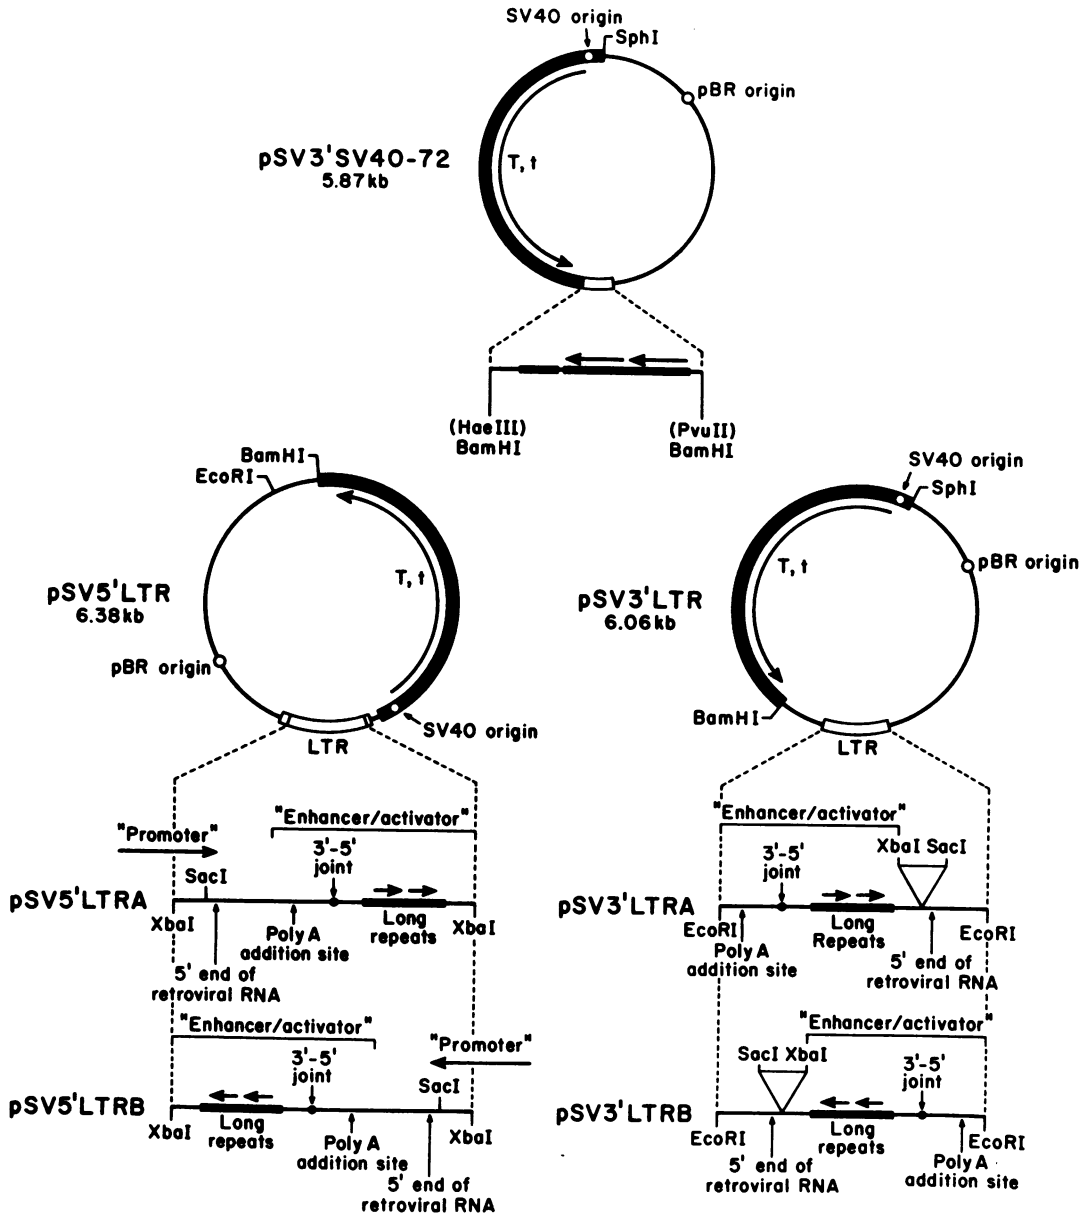 SV40 origin
SphI
pBR origin
pSV3'SV40-72
5.87kb
T, t
(HaeIII)
BamHI
(PvuII)
BamHI
BamHI
EcoRI
T, t
pSV5'LTR
6.38kb
pBR origin
SV40 origin
LTR
SV40 origin
SphI
pBR origin
T, t
pSV3'LTR
6.06kb
BamHI
LTR
"Enhancer/activator"
"Promoter"
3'-5'
joint
SacI
pSV5'LTRA
XbaI
Poly A
addition site
Long
repeats
XbaI
5' end of
retroviral RNA
"Enhancer/activator"
XbaI SacI
3'-5'
joint
pSV3'LTRA
EcoRI
Poly A
addition site
Long
Repeats
EcoRI
5' end of
retroviral RNA
"Enhancer/activator"
"Promoter"
3'-5'
joint
SacI
pSV5'LTRB
XbaI
Long
repeats
Poly A
addition site
XbaI
5' end of
retroviral RNA
"Enhancer/activator"
SacI XbaI
3'-5'
joint
pSV3'LTRB
EcoRI
Long
repeats
EcoRI
5' end of
retroviral RNA
Poly A
addition site